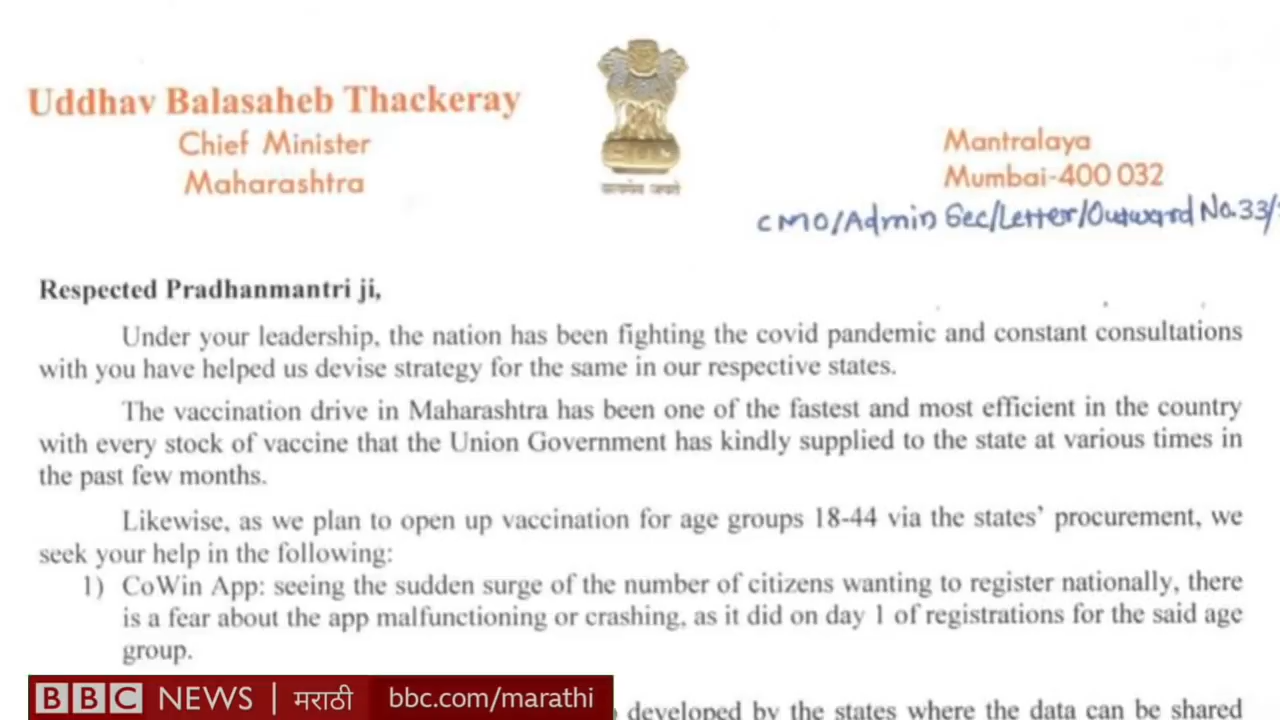 Uddhav Balasaheb Thackeray
Chief Minister
Maharashtra
सत्यमेव जयते
Mantralaya
Mumbai-400 032
CMO/Admin Sec/Letter/Outward No.33/
Respected Pradhanmantri ji,
Under your leadership, the nation has been fighting the covid pandemic and constant consultations
with you have helped us devise strategy for the same in our respective states.
The vaccination drive in Maharashtra has been one of the fastest and most efficient in the country
with every stock of vaccine that the Union Government has kindly supplied to the state at various times in
the past few months.
Likewise, as we plan to open up vaccination for age groups 18-44 via the states' procurement, we
seek your help in the following:
1) CoWin App: seeing the sudden surge of the number of citizens wanting to register nationally, there
is a fear about the app malfunctioning or crashing, as it did on day 1 of registrations for the said age
group.
developed by the states where the data can be shared
BBC NEWS | मराठी bbc.com/marathi